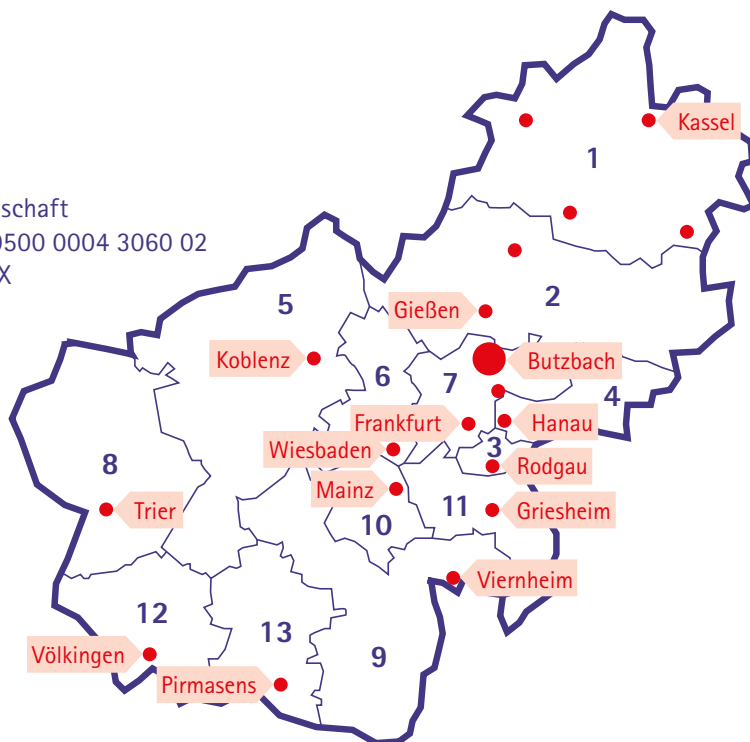 Kassel
1
schaft
0500 0004 3060 02
X
2
5
Gießen
Koblenz
Butzbach
6
7
4
Frankfurt
Hanau
3
Wiesbaden
Rodgau
8
Mainz
Trier
11
Griesheim
10
Viernheim
12
13
Völkingen
9
Pirmasens